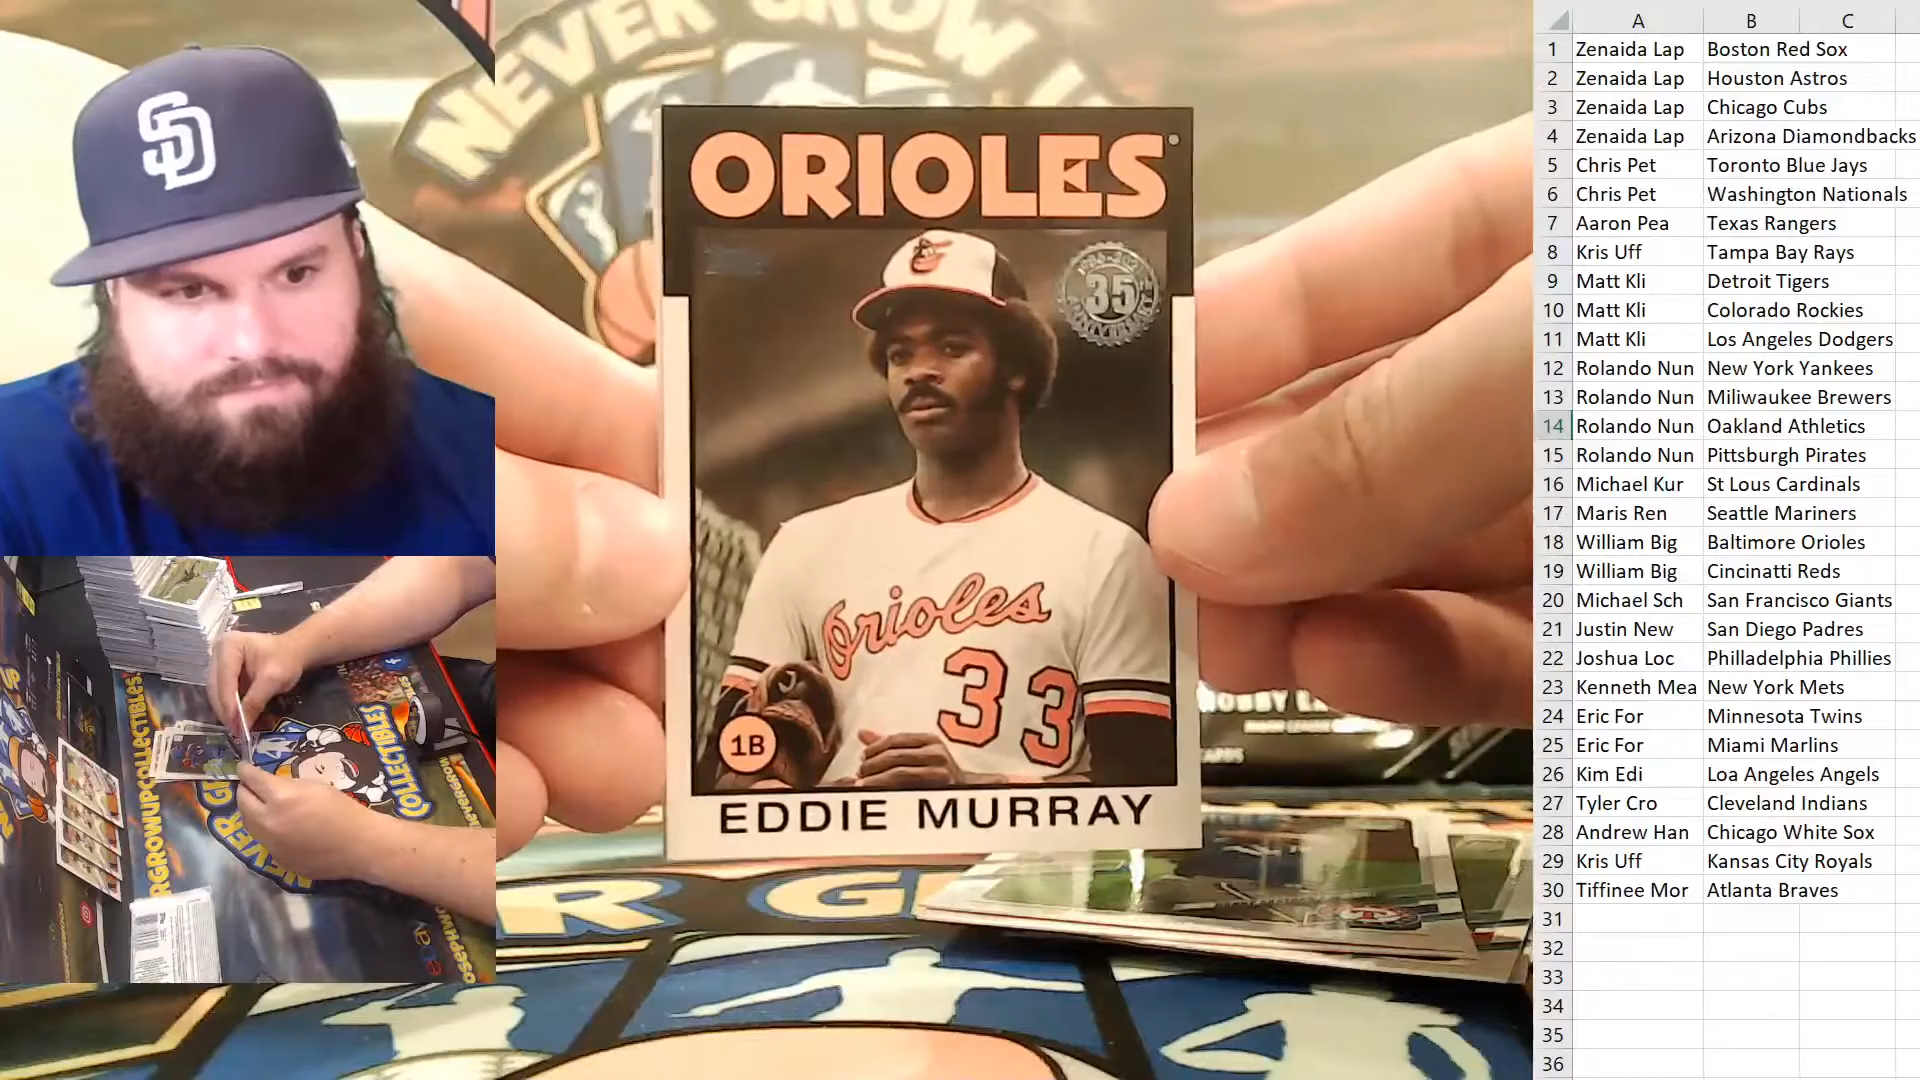 NEVER GROW U
SD
ORIOLES
35
ANNIVERSARY
Orioles
33
1B
EDDIE MURRAY
HOBBY
R GR
RGROWUPCOLLECTIBLES.
COLLECTIBLES
NEVER G
UP
A B C
1 Zenaida Lap Boston Red Sox
2 Zenaida Lap Houston Astros
3 Zenaida Lap Chicago Cubs
4 Zenaida Lap Arizona Diamondbacks
5 Chris Pet Toronto Blue Jays
6 Chris Pet Washington Nationals
7 Aaron Pea Texas Rangers
8 Kris Uff Tampa Bay Rays
9 Matt Kli Detroit Tigers
10 Matt Kli Colorado Rockies
11 Matt Kli Los Angeles Dodgers
12 Rolando Nun New York Yankees
13 Rolando Nun Miliwaukee Brewers
14 Rolando Nun Oakland Athletics
15 Rolando Nun Pittsburgh Pirates
16 Michael Kur St Lous Cardinals
17 Maris Ren Seattle Mariners
18 William Big Baltimore Orioles
19 William Big Cincinatti Reds
20 Michael Sch San Francisco Giants
21 Justin New San Diego Padres
22 Joshua Loc Philladelphia Phillies
23 Kenneth Mea New York Mets
24 Eric For Minnesota Twins
25 Eric For Miami Marlins
26 Kim Edi Loa Angeles Angels
27 Tyler Cro Cleveland Indians
28 Andrew Han Chicago White Sox
29 Kris Uff Kansas City Royals
30 Tiffinee Mor Atlanta Braves
31
32
33
34
35
36